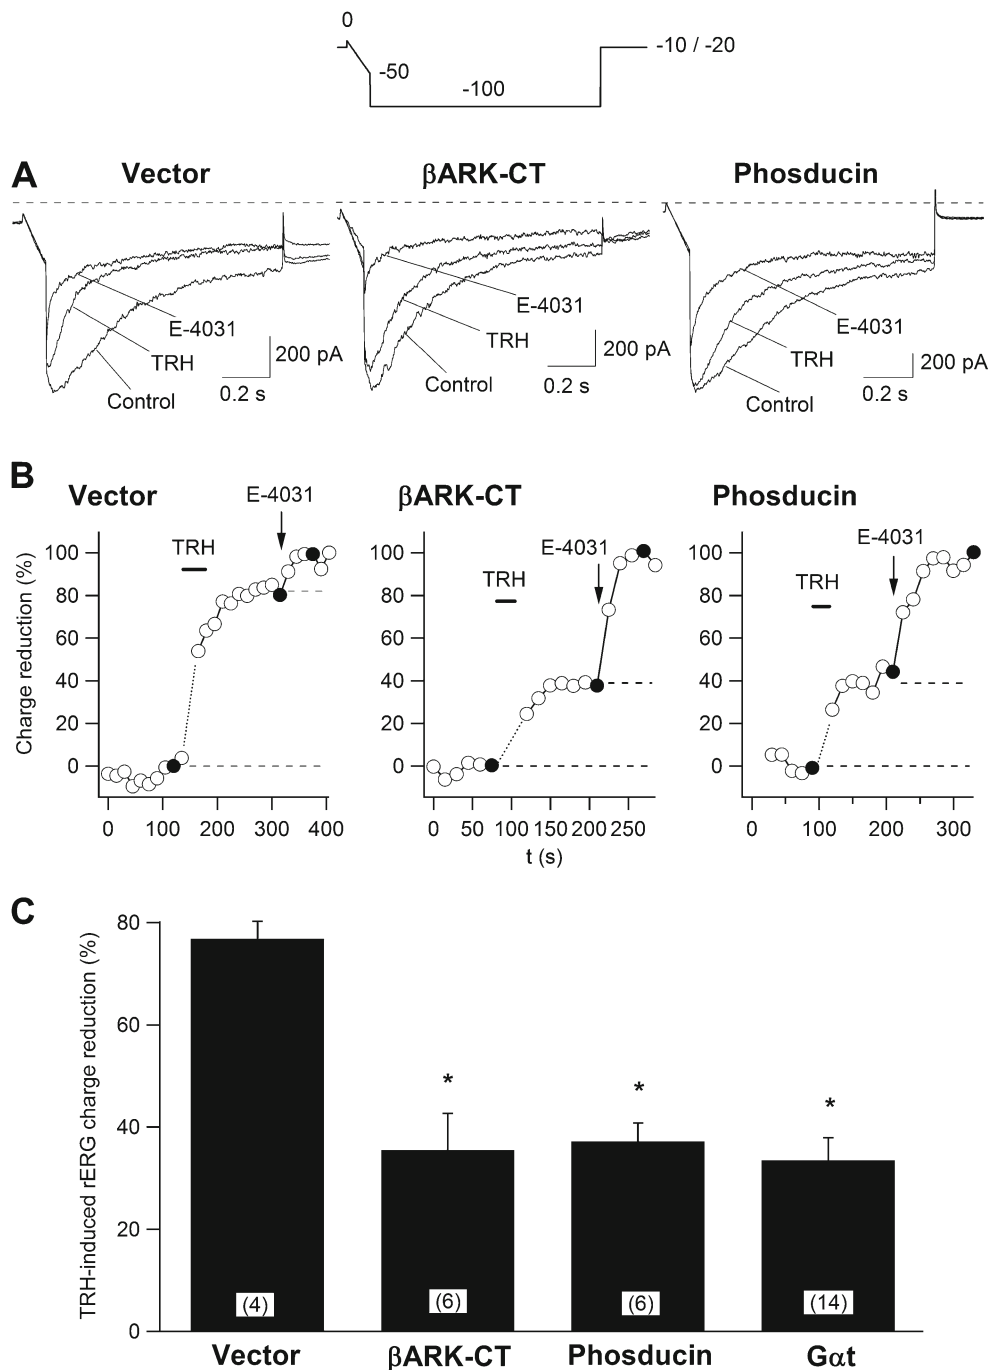 0
-50
-100
-10 / -20
A
Vector
βARK-CT
Phosducin
E-4031
TRH
Control
200 pA
0.2 s
E-4031
TRH
Control
200 pA
0.2 s
E-4031
TRH
Control
200 pA
0.2 s
B
Vector
βARK-CT
Phosducin
Charge reduction (%)
100
80
60
40
20
0
E-4031
TRH
0 100 200 300 400
100
80
60
40
20
0
E-4031
TRH
0 50 100 150 200 250
t (s)
100
80
60
40
20
0
E-4031
TRH
0 100 200 300
C
TRH-induced rERG charge reduction (%)
80
60
40
20
0
* * *
(4) (6) (6) (14)
Vector βARK-CT Phosducin Gαt